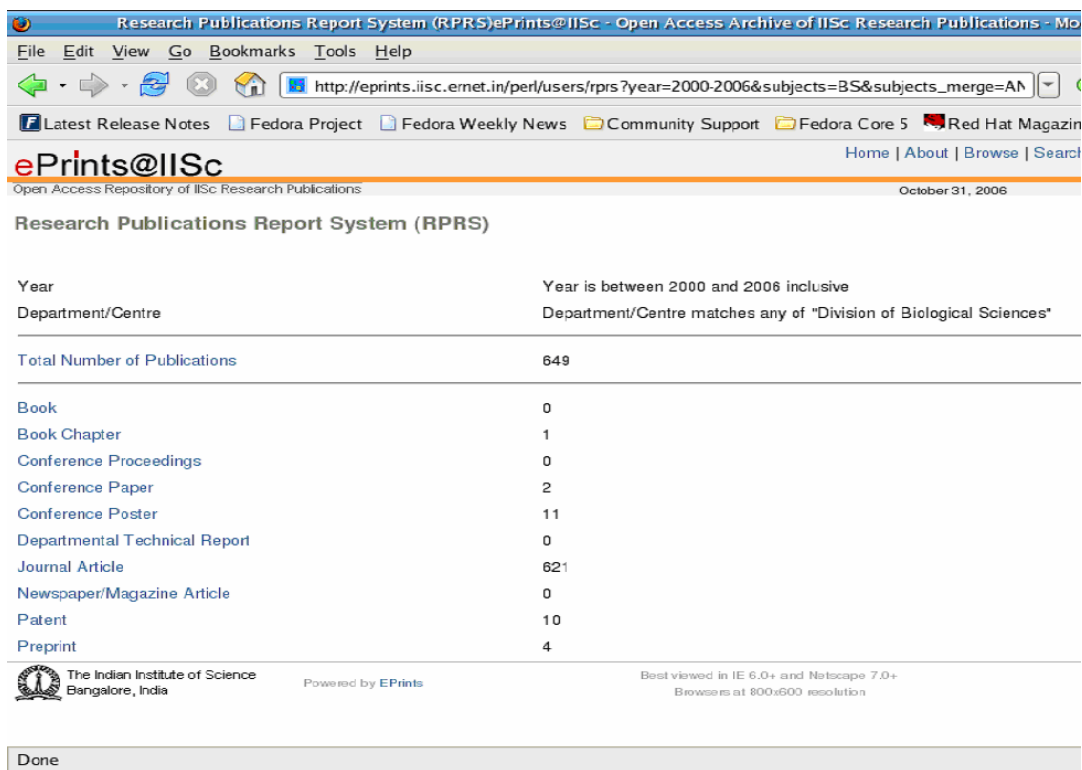 Research Publications Report System (RPRS)ePrints@IISc - Open Access Archive of IISc Research Publications - Mo
File Edit View Go Bookmarks Tools Help
http://eprints.iisc.ernet.in/perl/users/rprs?year=2000-2006&subjects=BS&subjects_merge=AN
Latest Release Notes Fedora Project Fedora Weekly News Community Support Fedora Core 5 Red Hat Magazin
ePrints@IISc
Home | About | Browse | Search
Open Access Repository of IISc Research Publications October 31, 2006
Research Publications Report System (RPRS)
Year Year is between 2000 and 2006 inclusive
Department/Centre Department/Centre matches any of "Division of Biological Sciences"
Total Number of Publications 649
Book 0
Book Chapter 1
Conference Proceedings 0
Conference Paper 2
Conference Poster 11
Departmental Technical Report 0
Journal Article 621
Newspaper/Magazine Article 0
Patent 10
Preprint 4
The Indian Institute of Science
Bangalore, India
Powered by EPrints
Best viewed in IE 6.0+ and Netscape 7.0+
Browsers at 800x600 resolution
Done